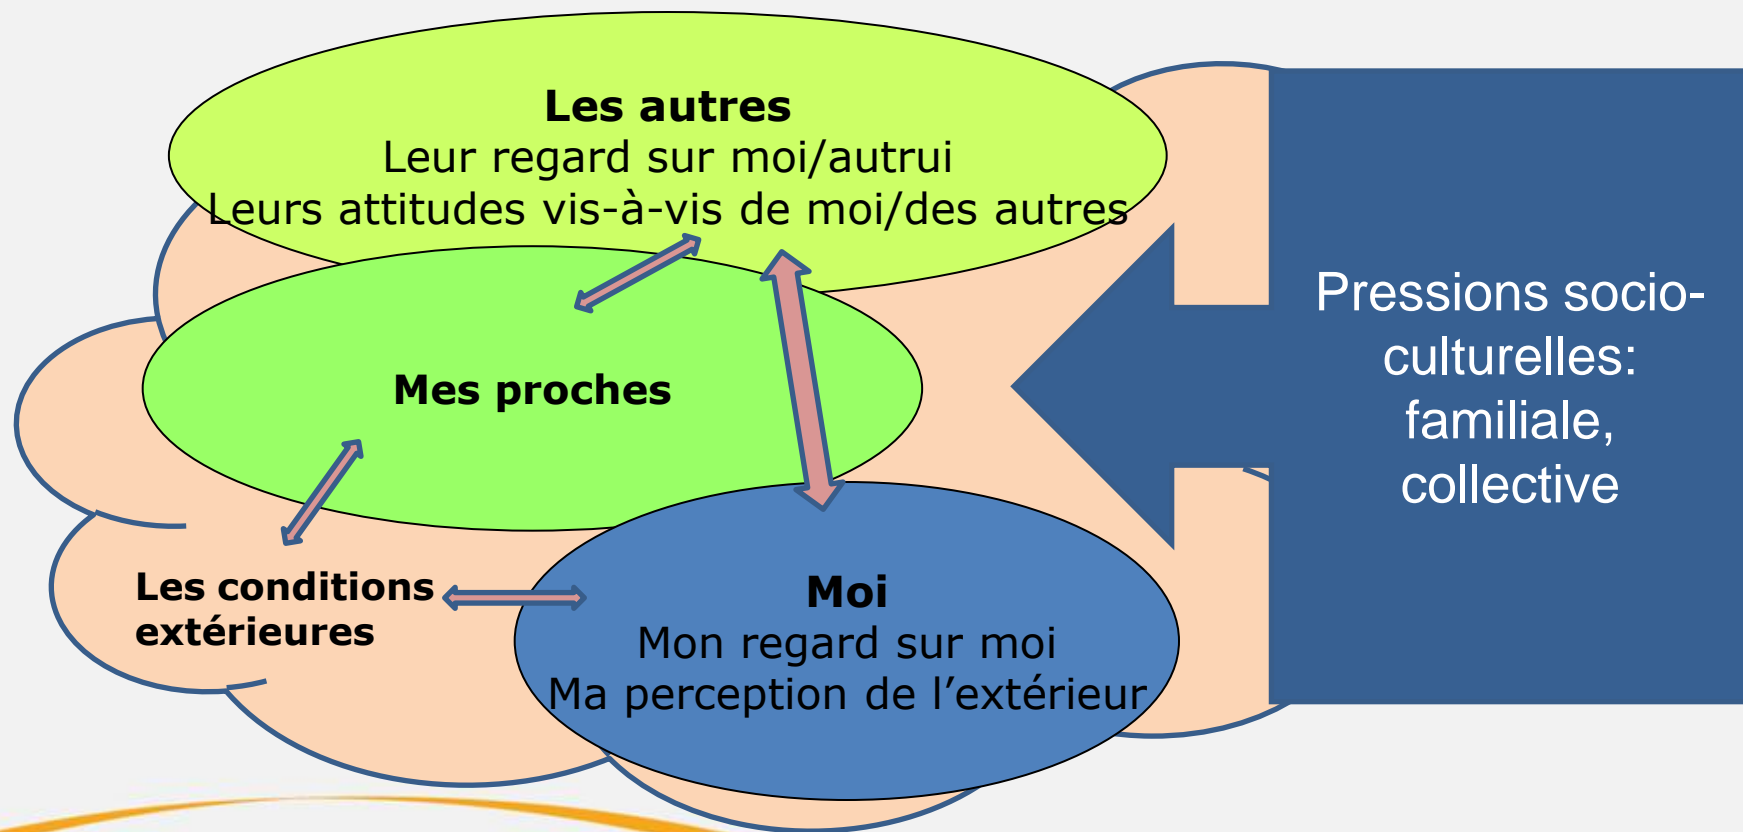 Les autres
Leur regard sur moi/autrui
Leurs attitudes vis-à-vis de moi/des autres
Mes proches
Les conditions
extérieures
Moi
Mon regard sur moi
Ma perception de l’extérieur
Pressions socio-
culturelles:
familiale,
collective